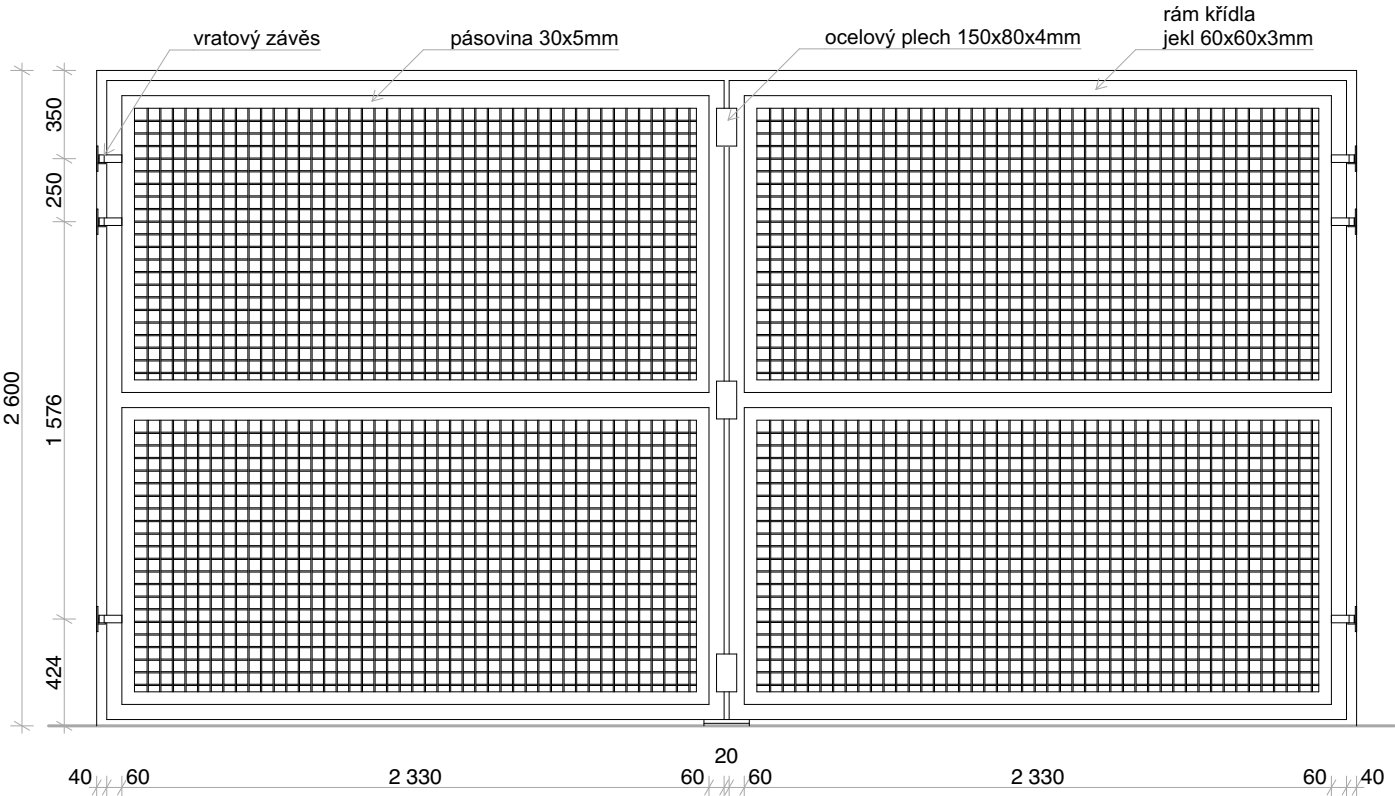 rám křídla
vratový závěs
pásovina 30x5mm
ocelový plech 150x80x4mm
jekl 60x60x3mm
350
250
2 600
1 576
424
20
40
60
2 330
60
60
2 330
60
40